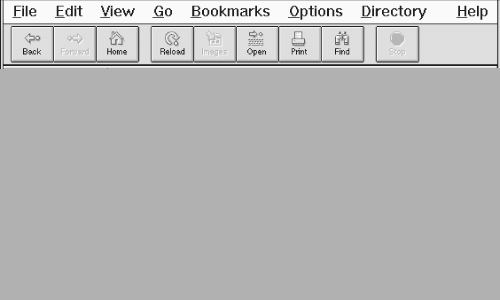 File Edit View Go Bookmarks Options Directory Help
Back Forward Home Reload Images Open Print Find Stop